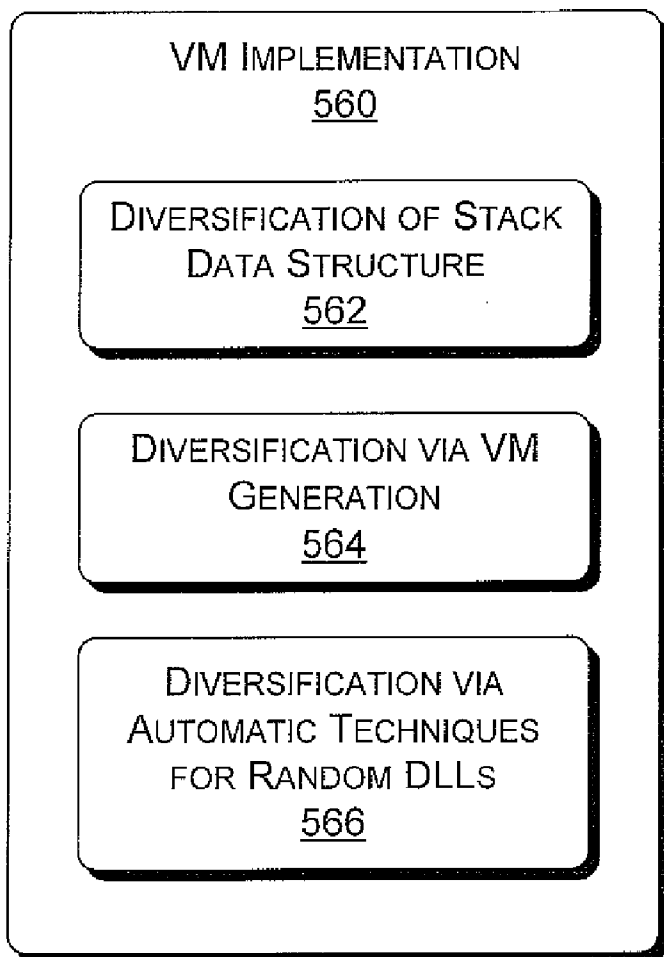 VM IMPLEMENTATION
560
DIVERSIFICATION OF STACK
DATA STRUCTURE
562
DIVERSIFICATION VIA VM
GENERATION
564
DIVERSIFICATION VIA
AUTOMATIC TECHNIQUES
FOR RANDOM DLLS
566